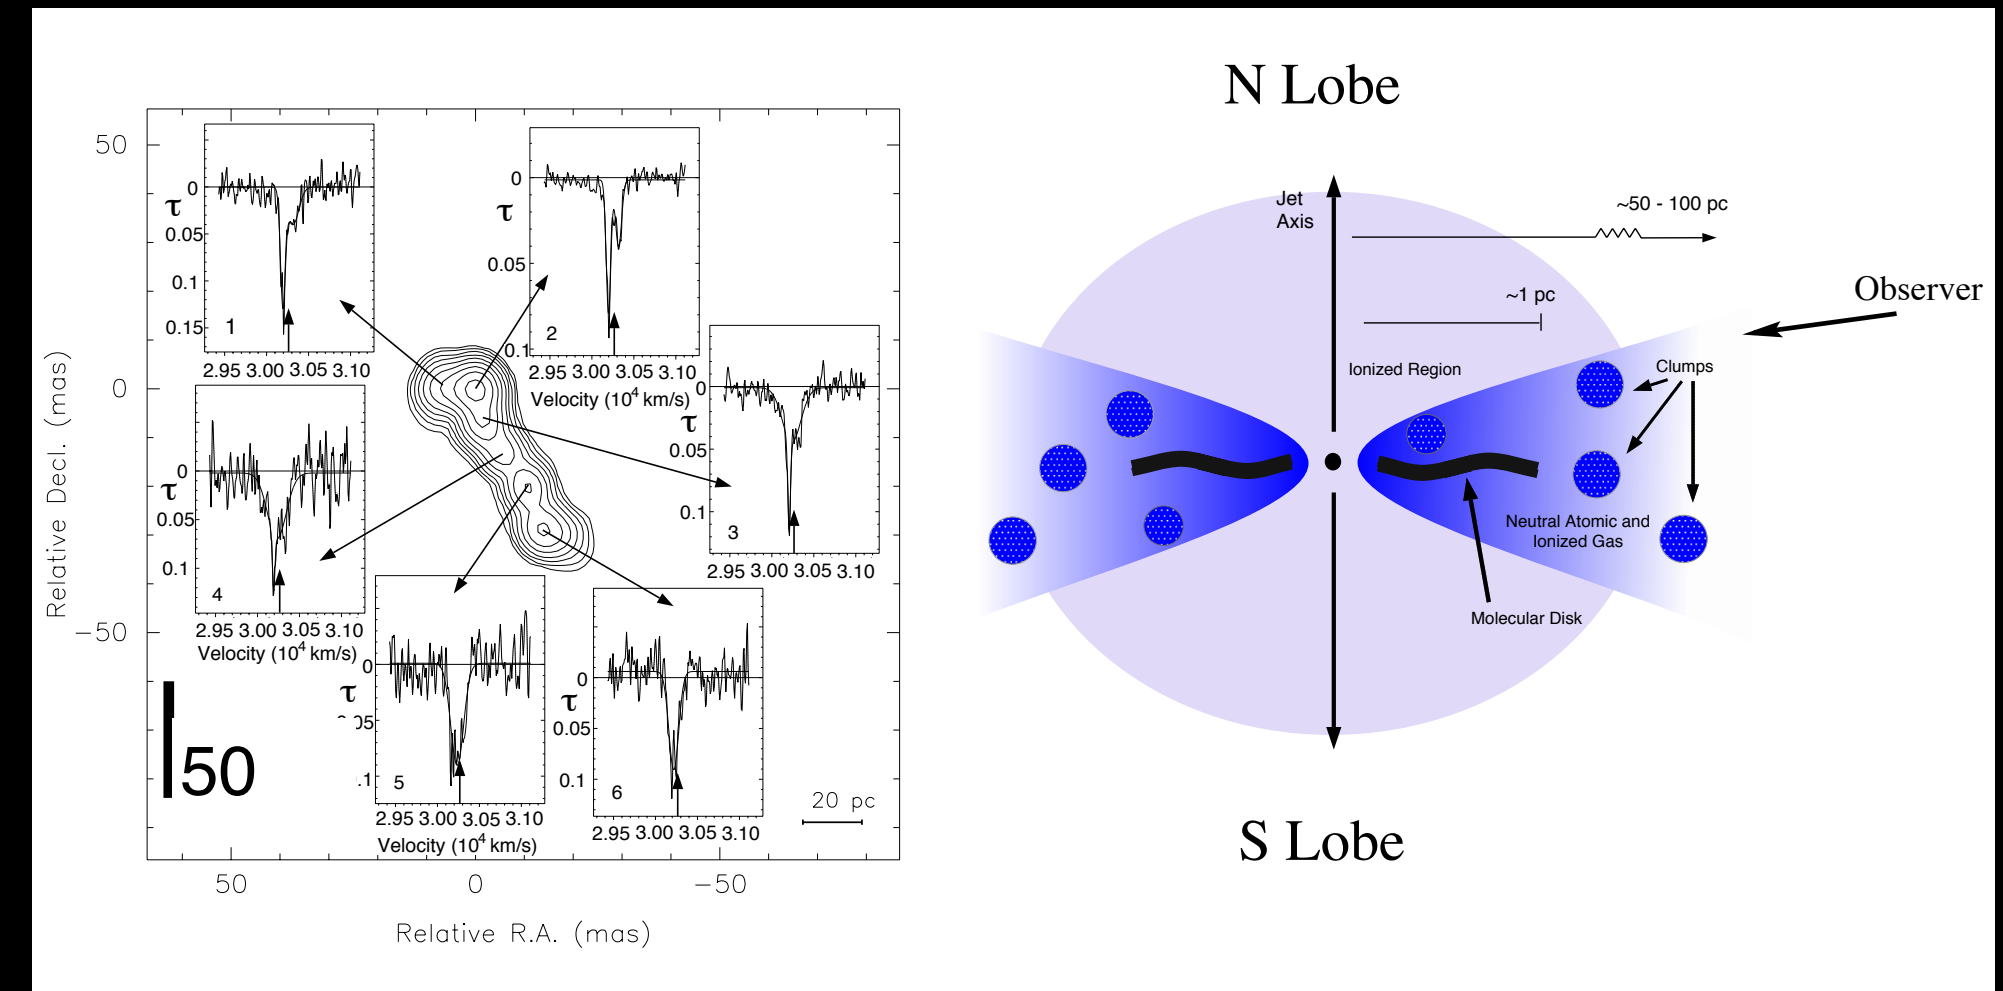 50
0
−50
Relative Decl. (mas)
50
0
−50
Relative R.A. (mas)
20 pc
50
0
τ
0.05
0.1
0.15
1
2.95 3.00 3.05 3.10
0
τ
0.05
0.1
2
2.95 3.00 3.05 3.10
Velocity (10⁴ km/s)
0
τ
0.05
0.1
3
2.95 3.00 3.05 3.10
0
τ
0.05
0.1
4
2.95 3.00 3.05 3.10
Velocity (10⁴ km/s)
0
τ
5
2.95 3.00 3.05 3.10
Velocity (10⁴ km/s)
0
τ
0.05
0.1
6
2.95 3.00 3.05 3.10
N Lobe
Jet
Axis
~50 - 100 pc
~1 pc
Observer
Ionized Region
Clumps
Neutral Atomic and
Ionized Gas
Molecular Disk
S Lobe